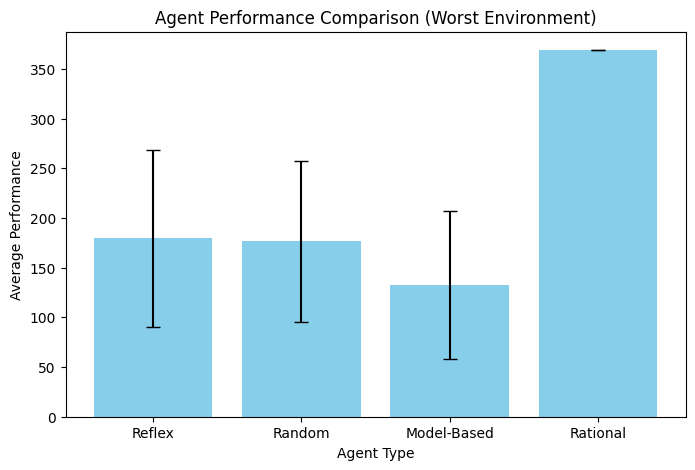 Agent Performance Comparison (Worst Environment)
Average Performance
350
300
250
200
150
100
50
0
Reflex
Random
Model-Based
Rational
Agent Type